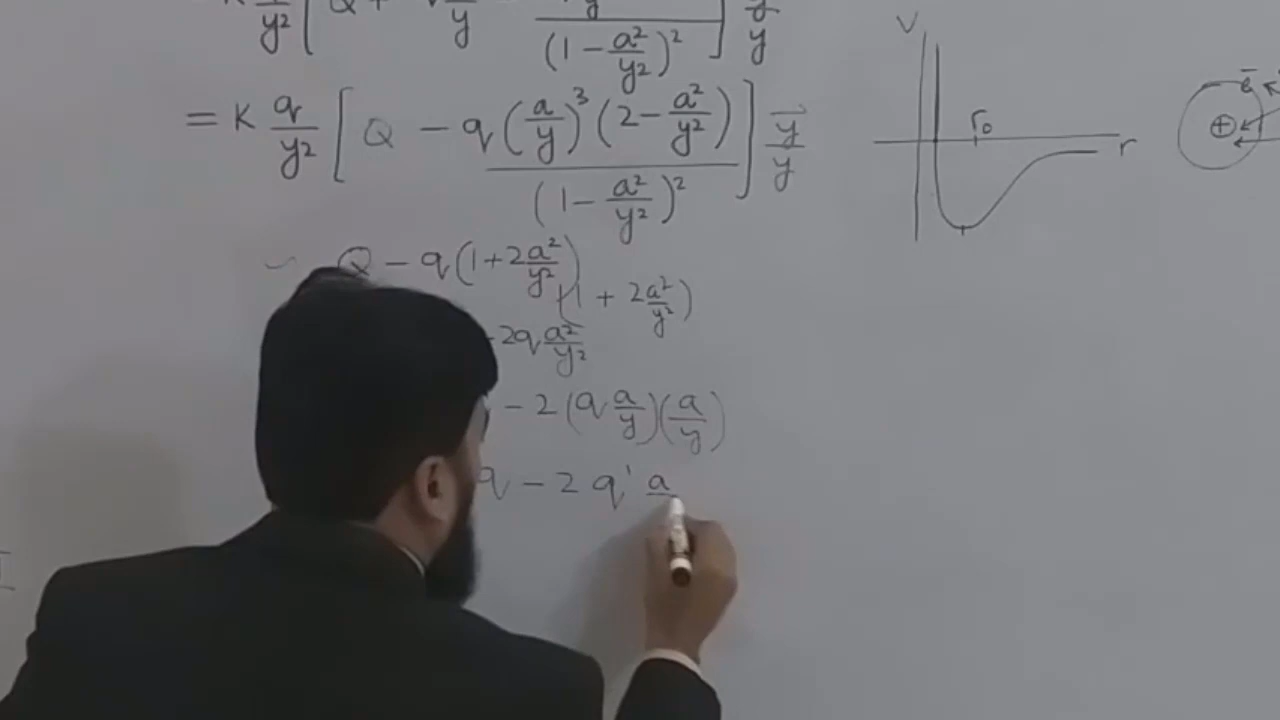 = K q/y² [ Q - q(a/y)³ (2 - a²/y²) / (1 - a²/y²)² ] y⃗/y
Q - q(1 + 2a²/y²)
(1 + 2a²/y²)
- 2q a²/y²
- 2(q a/y)(a/y)
q - 2 q' a
V
r₀
r
ē
+